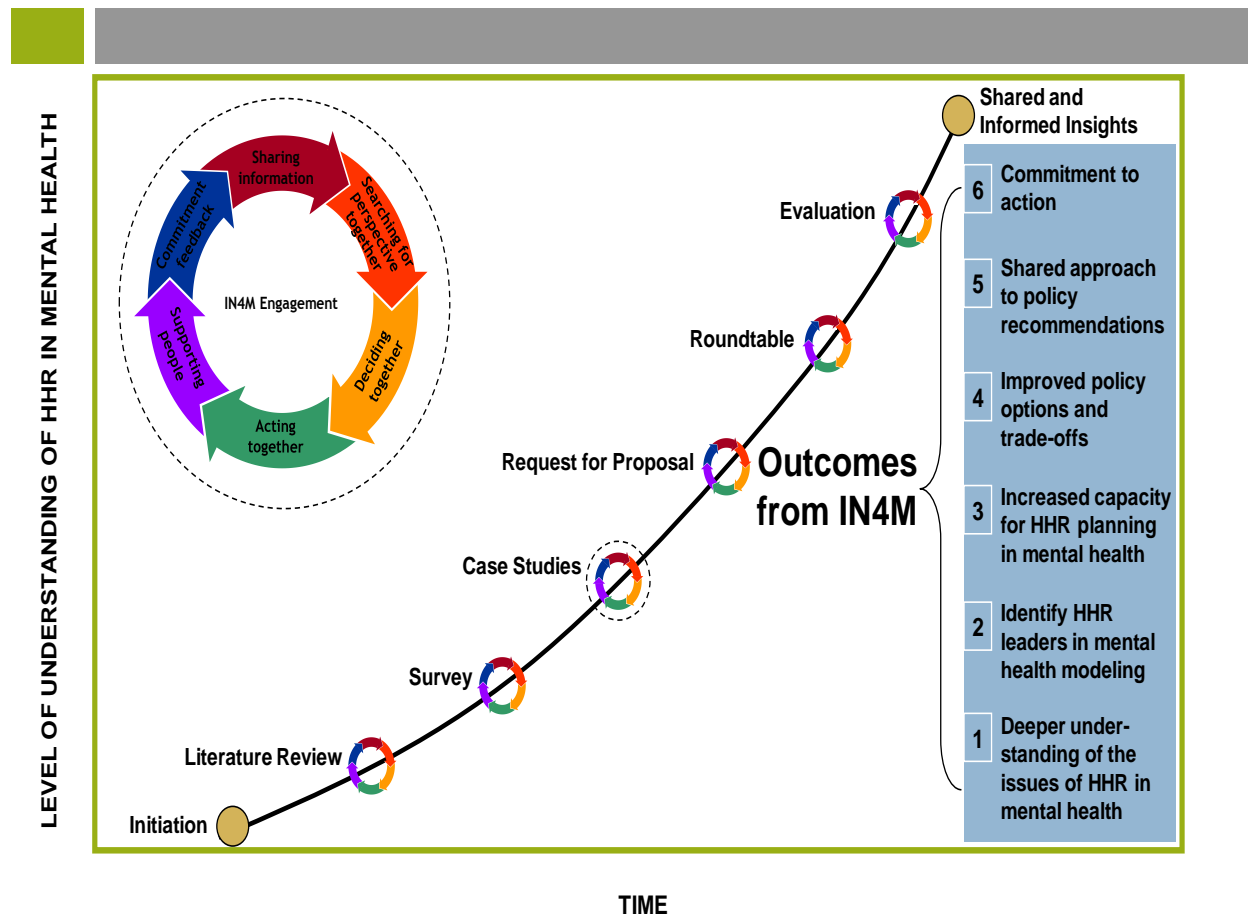 LEVEL OF UNDERSTANDING OF HHR IN MENTAL HEALTH
Sharing
information
Searching for
perspective
together
Deciding
together
Acting
together
Supporting
people
Commitment
feedback
IN4M Engagement
Shared and
Informed Insights
Evaluation
Roundtable
Request for Proposal
Case Studies
Survey
Literature Review
Initiation
Outcomes
from IN4M
6
Commitment to
action
5
Shared approach
to policy
recommendations
4
Improved policy
options and
trade-offs
3
Increased capacity
for HHR planning
in mental health
2
Identify HHR
leaders in mental
health modeling
1
Deeper under-
standing of the
issues of HHR in
mental health
TIME